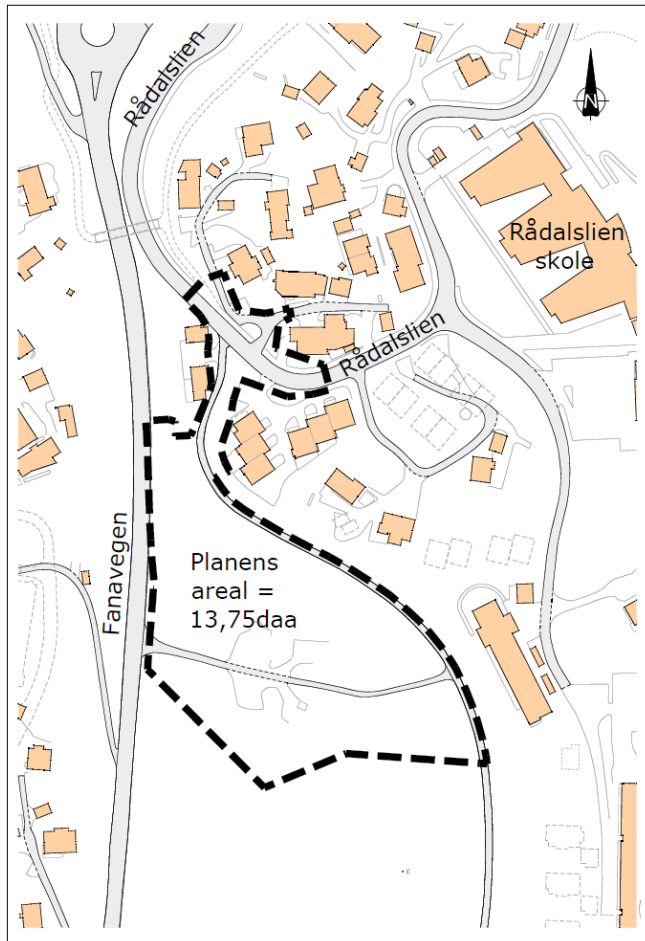 Rådalslien
N
Rådalslien
skole
Rådalslien
Fanavegen
Planens
areal =
13,75daa
K